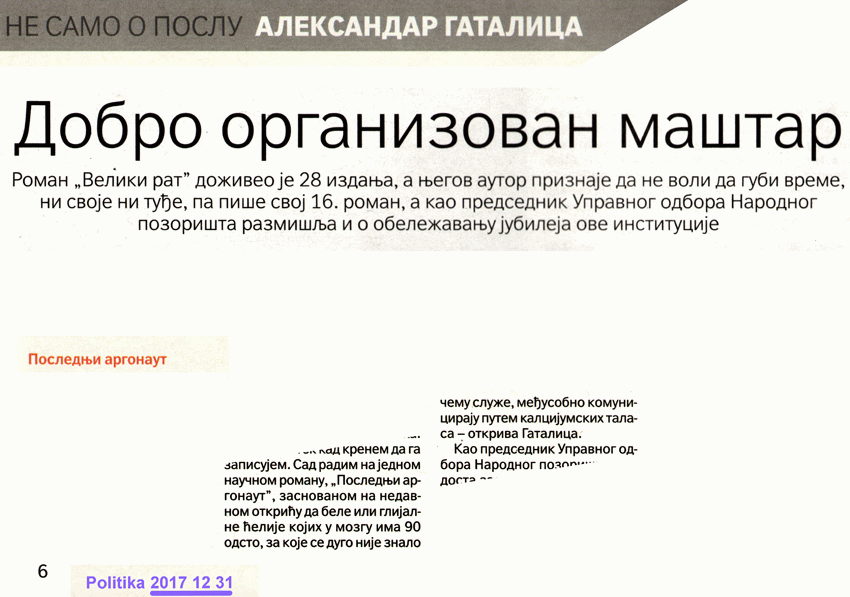 НЕ САМО О ПОСЛУ АЛЕКСАНДАР ГАТАЛИЦА
Добро организован маштар
Роман „Велики рат” доживео је 28 издања, а његов аутор признаје да не воли да губи време,
ни своје ни туђе, па пише свој 16. роман, а као председник Управног одбора Народног
позоришта размишља и о обележавању јубилеја ове институције
Последњи аргонаут
кад кренем да га
записујем. Сад радим на једном
научном роману, „Последњи ар-
гонаут”, заснованом на недав-
ном открићу да беле или глијал-
не ћелије којих у мозгу има 90
одсто, за које се дуго није знало
чему служе, међусобно комуни-
цирају путем калцијумских тала-
са – открива Гаталица.
Као председник Управног од-
бора Народног
доста
6
Politika 2017 12 31